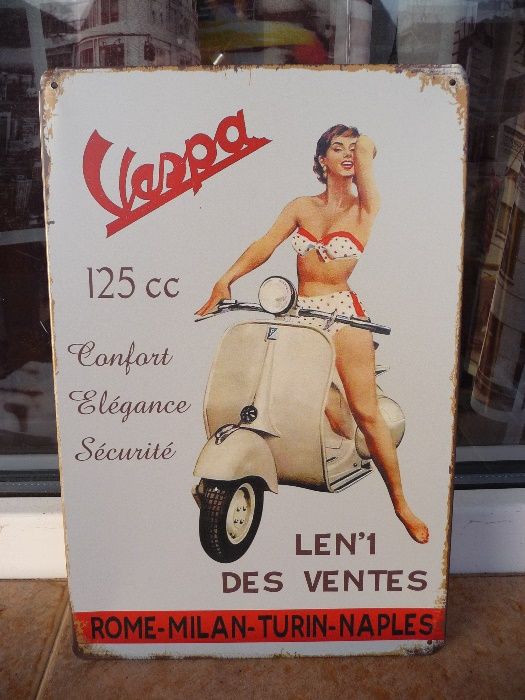 Vespa
125 cc
Confort
Elégance
Sécurité
LEN'1
DES VENTES
ROME-MILAN-TURIN-NAPLES